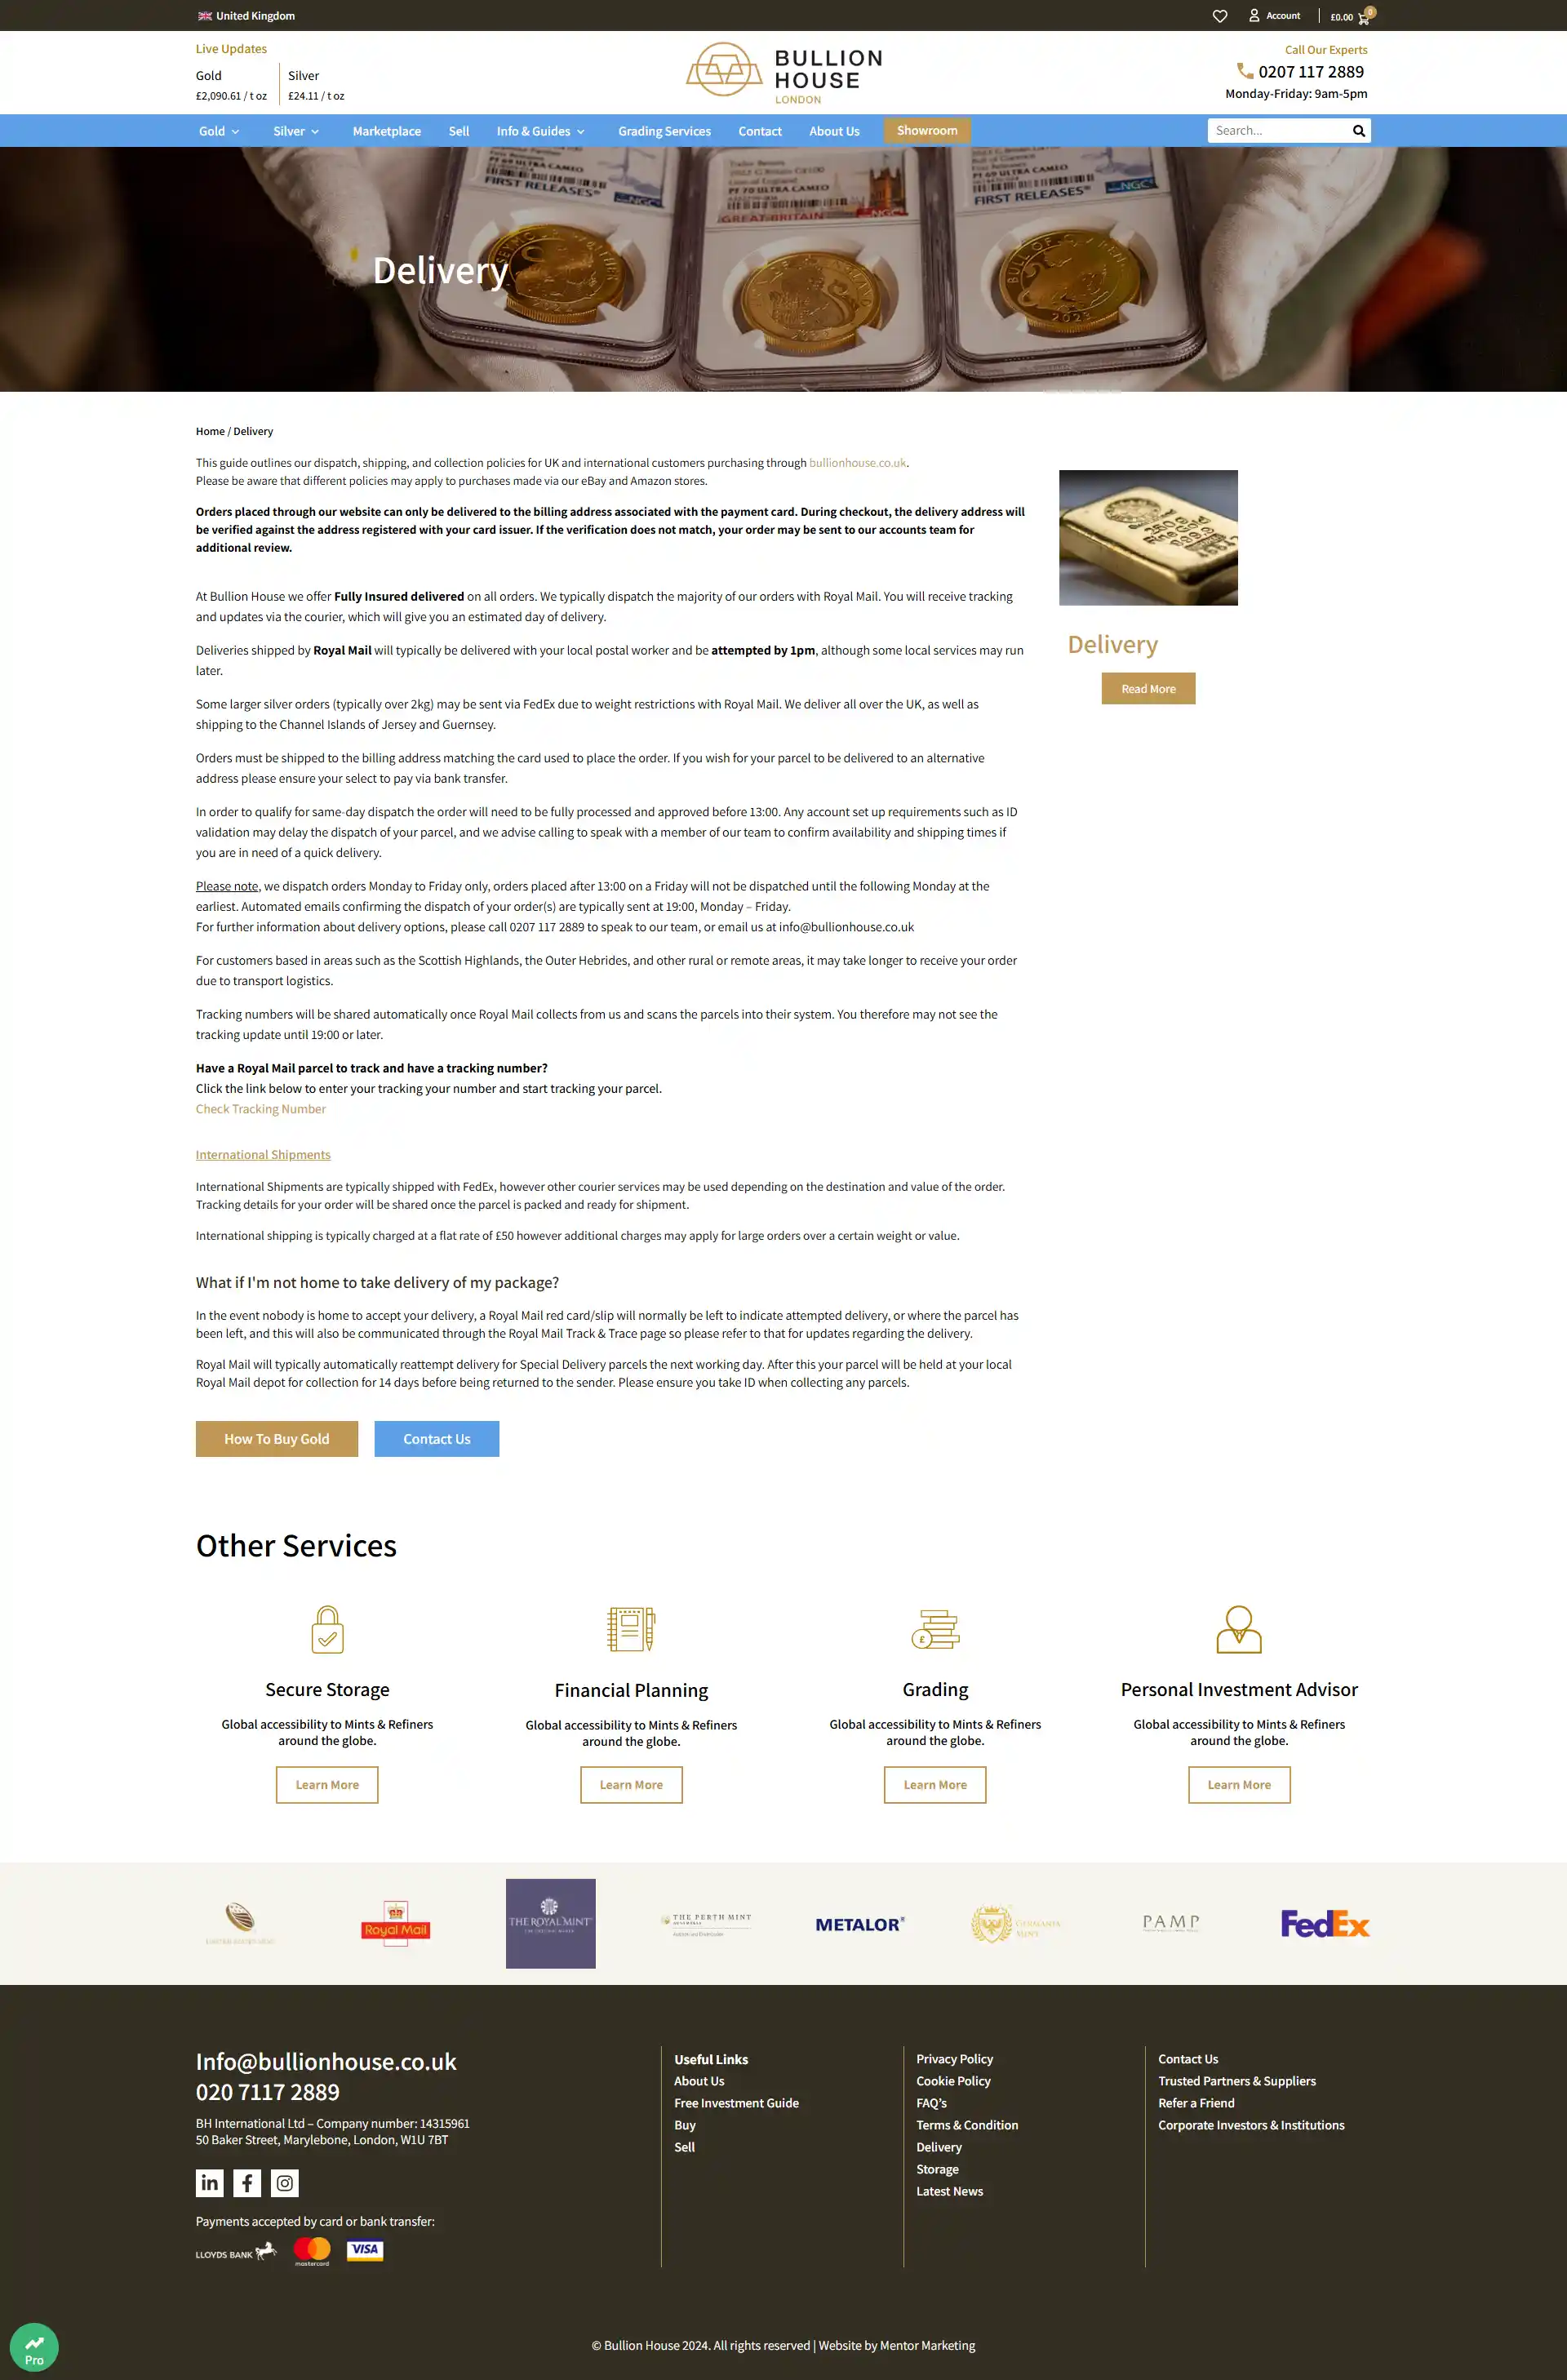 United Kingdom
Account
£0.00
0
Live Updates
Gold
£2,090.61 / t oz
Silver
£24.11 / t oz
BULLION
HOUSE
LONDON
Call Our Experts
0207 117 2889
Monday-Friday: 9am-5pm
Gold
Silver
Marketplace
Sell
Info & Guides
Grading Services
Contact
About Us
Showroom
Search...
FIRST RELEASES
NGC
PF 70 ULTRA CAMEO
GREAT BRITAIN
NGC
PF 69 ULTRA CAMEO
FIRST RELEASES
NGC
Delivery
Home / Delivery
This guide outlines our dispatch, shipping, and collection policies for UK and international customers purchasing through bullionhouse.co.uk.
Please be aware that different policies may apply to purchases made via our eBay and Amazon stores.
Orders placed through our website can only be delivered to the billing address associated with the payment card. During checkout, the delivery address will
be verified against the address registered with your card issuer. If the verification does not match, your order may be sent to our accounts team for
additional review.
At Bullion House we offer Fully Insured delivered on all orders. We typically dispatch the majority of our orders with Royal Mail. You will receive tracking
and updates via the courier, which will give you an estimated day of delivery.
Deliveries shipped by Royal Mail will typically be delivered with your local postal worker and be attempted by 1pm, although some local services may run
later.
Some larger silver orders (typically over 2kg) may be sent via FedEx due to weight restrictions with Royal Mail. We deliver all over the UK, as well as
shipping to the Channel Islands of Jersey and Guernsey.
Orders must be shipped to the billing address matching the card used to place the order. If you wish for your parcel to be delivered to an alternative
address please ensure your select to pay via bank transfer.
In order to qualify for same-day dispatch the order will need to be fully processed and approved before 13:00. Any account set up requirements such as ID
validation may delay the dispatch of your parcel, and we advise calling to speak with a member of our team to confirm availability and shipping times if
you are in need of a quick delivery.
Please note, we dispatch orders Monday to Friday only, orders placed after 13:00 on a Friday will not be dispatched until the following Monday at the
earliest. Automated emails confirming the dispatch of your order(s) are typically sent at 19:00, Monday – Friday.
For further information about delivery options, please call 0207 117 2889 to speak to our team, or email us at info@bullionhouse.co.uk
For customers based in areas such as the Scottish Highlands, the Outer Hebrides, and other rural or remote areas, it may take longer to receive your order
due to transport logistics.
Tracking numbers will be shared automatically once Royal Mail collects from us and scans the parcels into their system. You therefore may not see the
tracking update until 19:00 or later.
Have a Royal Mail parcel to track and have a tracking number?
Click the link below to enter your tracking your number and start tracking your parcel.
Check Tracking Number
International Shipments
International Shipments are typically shipped with FedEx, however other courier services may be used depending on the destination and value of the order.
Tracking details for your order will be shared once the parcel is packed and ready for shipment.
International shipping is typically charged at a flat rate of £50 however additional charges may apply for large orders over a certain weight or value.
What if I'm not home to take delivery of my package?
In the event nobody is home to accept your delivery, a Royal Mail red card/slip will normally be left to indicate attempted delivery, or where the parcel has
been left, and this will also be communicated through the Royal Mail Track & Trace page so please refer to that for updates regarding the delivery.
Royal Mail will typically automatically reattempt delivery for Special Delivery parcels the next working day. After this your parcel will be held at your local
Royal Mail depot for collection for 14 days before being returned to the sender. Please ensure you take ID when collecting any parcels.
How To Buy Gold
Contact Us
Delivery
Read More
Other Services
Secure Storage
Global accessibility to Mints & Refiners
around the globe.
Learn More
Financial Planning
Global accessibility to Mints & Refiners
around the globe.
Learn More
Grading
Global accessibility to Mints & Refiners
around the globe.
Learn More
Personal Investment Advisor
Global accessibility to Mints & Refiners
around the globe.
Learn More
Royal Mail
THE ROYAL MINT
THE PERTH MINT
METALOR
GERMANIA
MINT
PAMP
FedEx
Info@bullionhouse.co.uk
020 7117 2889
BH International Ltd – Company number: 14315961
50 Baker Street, Marylebone, London, W1U 7BT
Payments accepted by card or bank transfer:
LLOYDS BANK
mastercard
VISA
Useful Links
About Us
Free Investment Guide
Buy
Sell
Privacy Policy
Cookie Policy
FAQ's
Terms & Condition
Delivery
Storage
Latest News
Contact Us
Trusted Partners & Suppliers
Refer a Friend
Corporate Investors & Institutions
Pro
© Bullion House 2024. All rights reserved | Website by Mentor Marketing